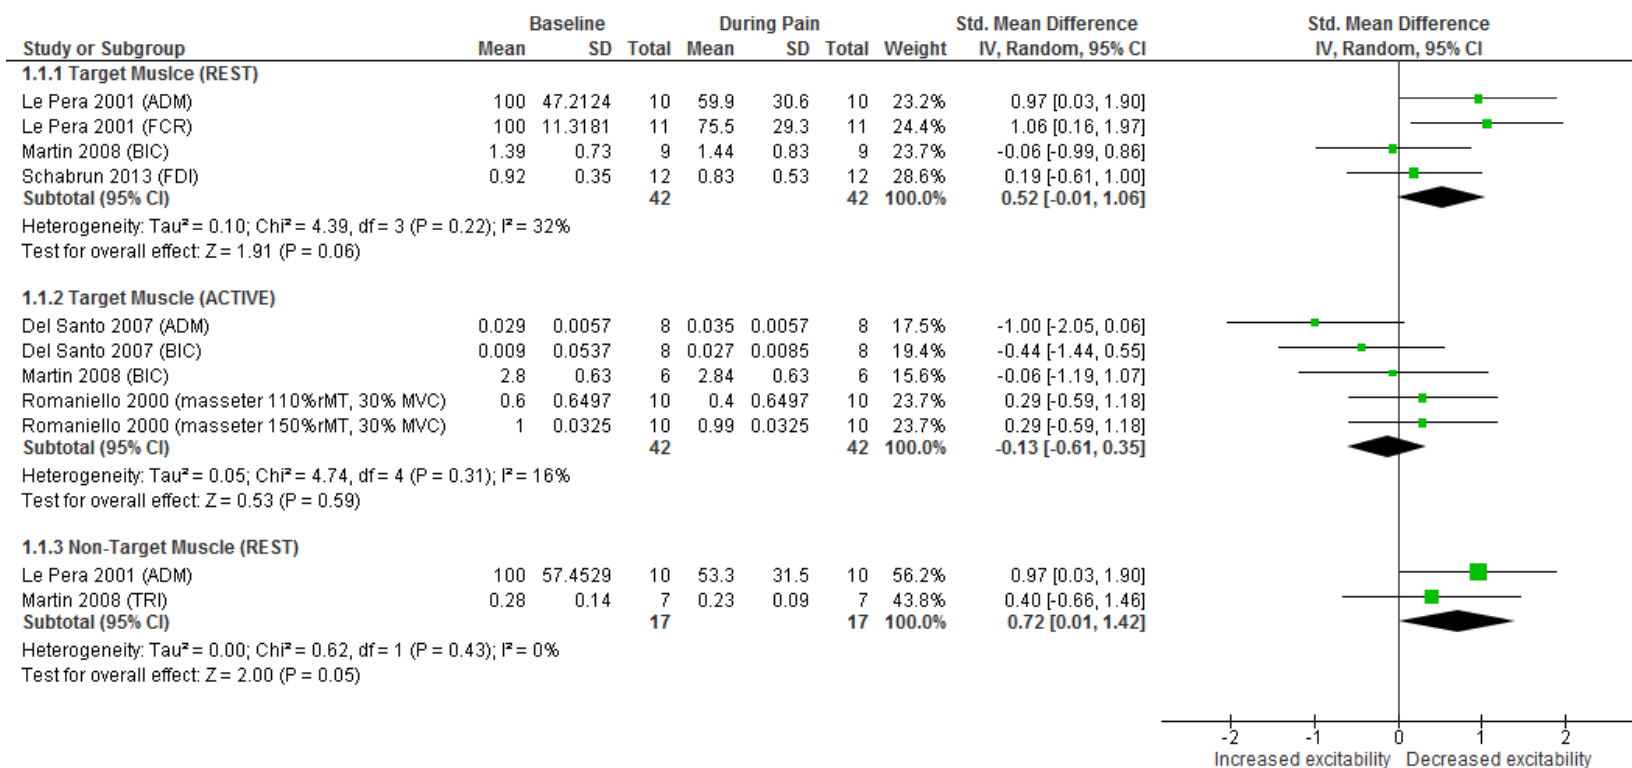 Baseline During Pain Std. Mean Difference Std. Mean Difference
Study or Subgroup Mean SD Total Mean SD Total Weight IV, Random, 95% CI IV, Random, 95% CI
1.1.1 Target Muslce (REST)
Le Pera 2001 (ADM) 100 47.2124 10 59.9 30.6 10 23.2% 0.97 [0.03, 1.90]
Le Pera 2001 (FCR) 100 11.3181 11 75.5 29.3 11 24.4% 1.06 [0.16, 1.97]
Martin 2008 (BIC) 1.39 0.73 9 1.44 0.83 9 23.7% -0.06 [-0.99, 0.86]
Schabrun 2013 (FDI) 0.92 0.35 12 0.83 0.53 12 28.6% 0.19 [-0.61, 1.00]
Subtotal (95% CI) 42 42 100.0% 0.52 [-0.01, 1.06]
Heterogeneity: Tau² = 0.10; Chi² = 4.39, df = 3 (P = 0.22); I² = 32%
Test for overall effect: Z = 1.91 (P = 0.06)
1.1.2 Target Muscle (ACTIVE)
Del Santo 2007 (ADM) 0.029 0.0057 8 0.035 0.0057 8 17.5% -1.00 [-2.05, 0.06]
Del Santo 2007 (BIC) 0.009 0.0537 8 0.027 0.0085 8 19.4% -0.44 [-1.44, 0.55]
Martin 2008 (BIC) 2.8 0.63 6 2.84 0.63 6 15.6% -0.06 [-1.19, 1.07]
Romaniello 2000 (masseter 110%rMT, 30% MVC) 0.6 0.6497 10 0.4 0.6497 10 23.7% 0.29 [-0.59, 1.18]
Romaniello 2000 (masseter 150%rMT, 30% MVC) 1 0.0325 10 0.99 0.0325 10 23.7% 0.29 [-0.59, 1.18]
Subtotal (95% CI) 42 42 100.0% -0.13 [-0.61, 0.35]
Heterogeneity: Tau² = 0.05; Chi² = 4.74, df = 4 (P = 0.31); I² = 16%
Test for overall effect: Z = 0.53 (P = 0.59)
1.1.3 Non-Target Muscle (REST)
Le Pera 2001 (ADM) 100 57.4529 10 53.3 31.5 10 56.2% 0.97 [0.03, 1.90]
Martin 2008 (TRI) 0.28 0.14 7 0.23 0.09 7 43.8% 0.40 [-0.66, 1.46]
Subtotal (95% CI) 17 17 100.0% 0.72 [0.01, 1.42]
Heterogeneity: Tau² = 0.00; Chi² = 0.62, df = 1 (P = 0.43); I² = 0%
Test for overall effect: Z = 2.00 (P = 0.05)
-2 -1 0 1 2
Increased excitability Decreased excitability